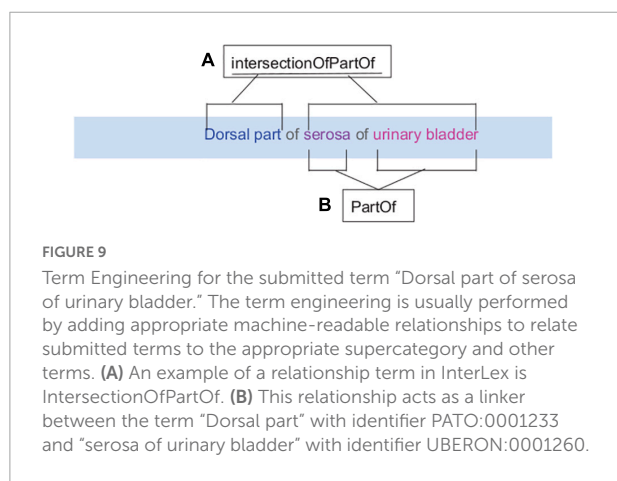 A intersectionOfPartOf
Dorsal part of serosa of urinary bladder
B PartOf
FIGURE 9
Term Engineering for the submitted term “Dorsal part of serosa
of urinary bladder.” The term engineering is usually performed
by adding appropriate machine-readable relationships to relate
submitted terms to the appropriate supercategory and other
terms. (A) An example of a relationship term in InterLex is
IntersectionOfPartOf. (B) This relationship acts as a linker
between the term “Dorsal part” with identifier PATO:0001233
and “serosa of urinary bladder” with identifier UBERON:0001260.